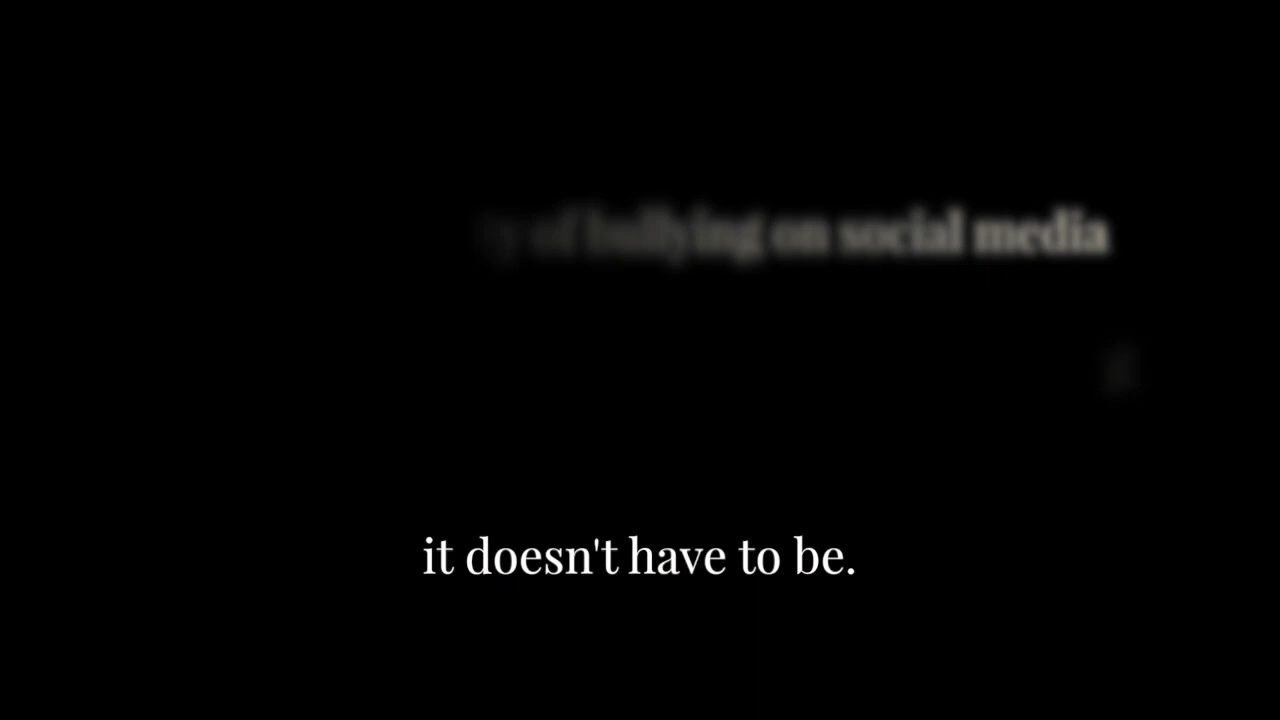 of bullying on social media
it doesn't have to be.